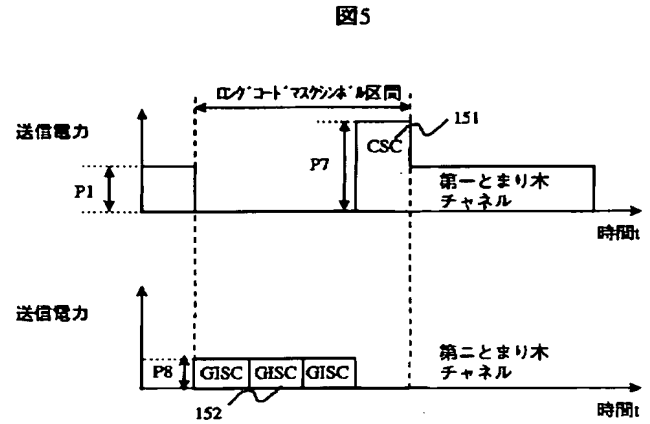 図5
ロングコードマスクシンボル区間
送信電力
P1
P7
CSC
151
第一とまり木
チャネル
時間t
送信電力
P8
GISC GISC GISC
152
第二とまり木
チャネル
時間t